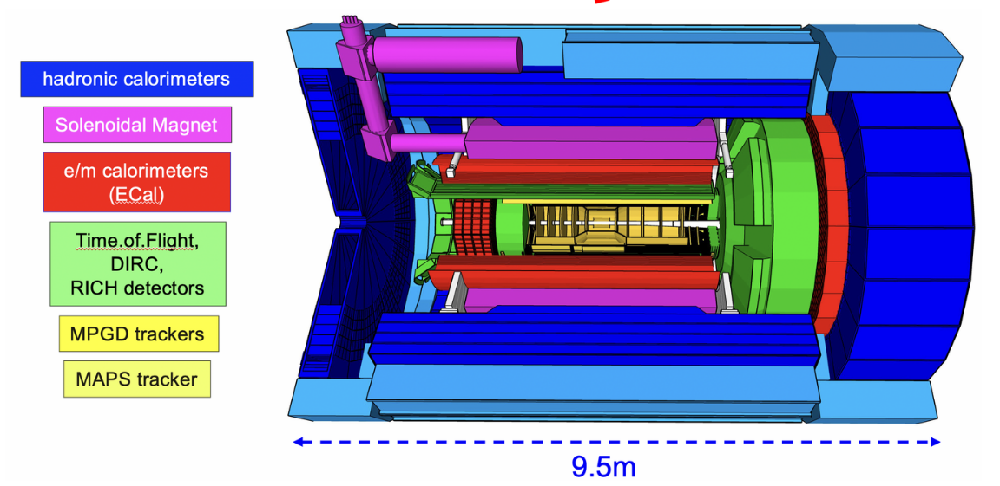 hadronic calorimeters
Solenoidal Magnet
e/m calorimeters
(ECal)
Time.of.Flight,
DIRC,
RICH detectors
MPGD trackers
MAPS tracker
9.5m